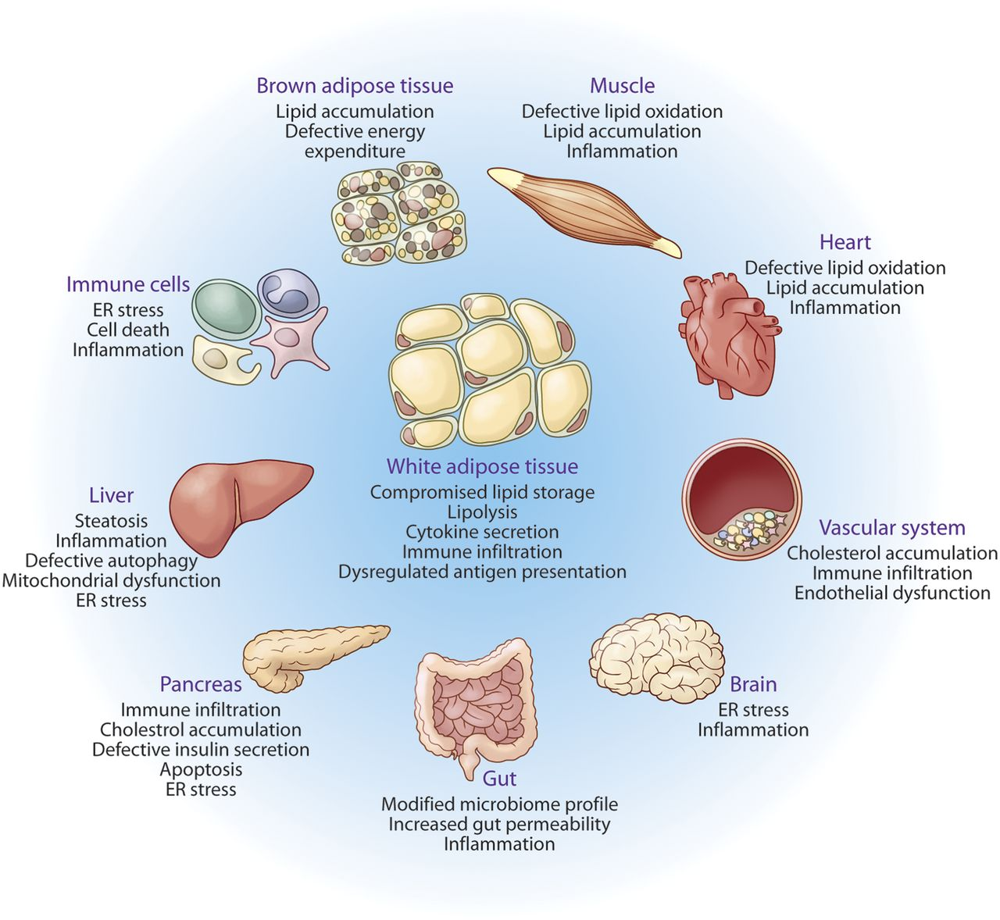 Brown adipose tissue
Lipid accumulation
Defective energy
expenditure
Muscle
Defective lipid oxidation
Lipid accumulation
Inflammation
Heart
Defective lipid oxidation
Lipid accumulation
Inflammation
Immune cells
ER stress
Cell death
Inflammation
White adipose tissue
Compromised lipid storage
Lipolysis
Cytokine secretion
Immune infiltration
Dysregulated antigen presentation
Liver
Steatosis
Inflammation
Defective autophagy
Mitochondrial dysfunction
ER stress
Vascular system
Cholesterol accumulation
Immune infiltration
Endothelial dysfunction
Pancreas
Immune infiltration
Cholestrol accumulation
Defective insulin secretion
Apoptosis
ER stress
Brain
ER stress
Inflammation
Gut
Modified microbiome profile
Increased gut permeability
Inflammation